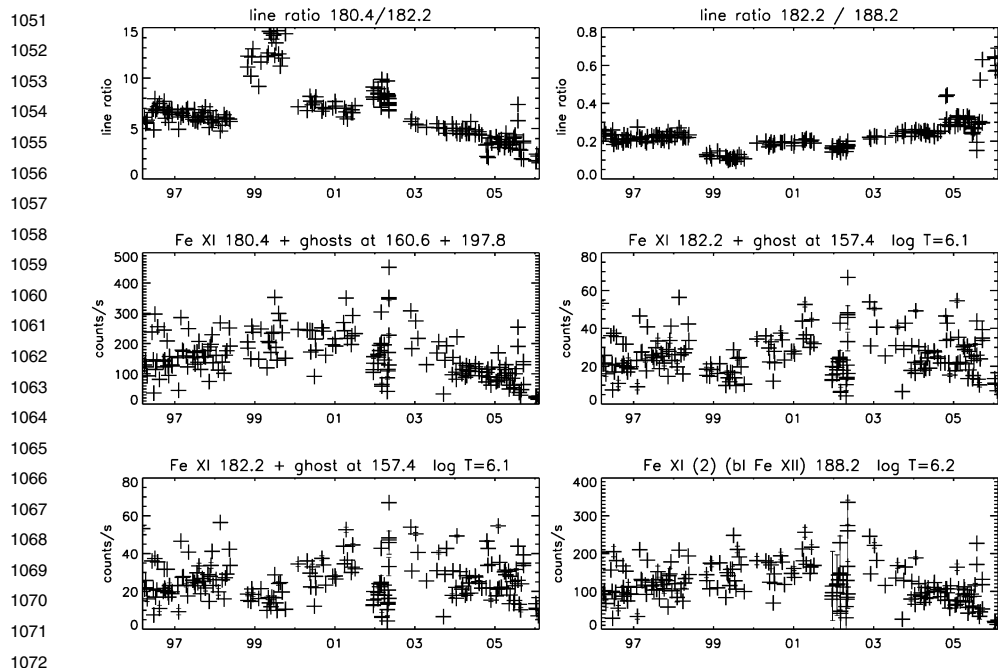 1051
1052
1053
1054
1055
1056
1057
1058
1059
1060
1061
1062
1063
1064
1065
1066
1067
1068
1069
1070
1071
1072
line ratio 180.4/182.2
line ratio
15
10
5
0
97 99 01 03 05
line ratio 182.2 / 188.2
line ratio
0.8
0.6
0.4
0.2
0.0
97 99 01 03 05
Fe XI 180.4 + ghosts at 160.6 + 197.8
counts/s
500
400
300
200
100
0
97 99 01 03 05
Fe XI 182.2 + ghost at 157.4 log T=6.1
counts/s
80
60
40
20
0
97 99 01 03 05
Fe XI 182.2 + ghost at 157.4 log T=6.1
counts/s
80
60
40
20
0
97 99 01 03 05
Fe XI (2) (bl Fe XII) 188.2 log T=6.2
counts/s
400
300
200
100
0
97 99 01 03 05